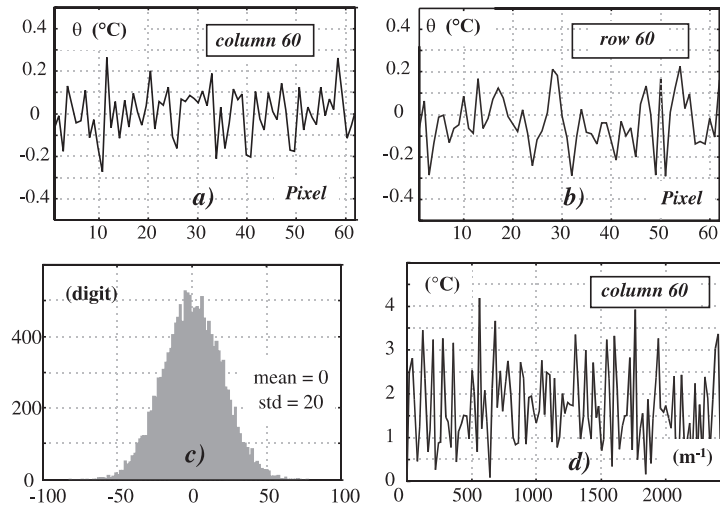 θ (°C)
column 60
0.4
0.2
0
-0.2
-0.4
a)
Pixel
10 20 30 40 50 60
θ (°C)
row 60
0.4
0.2
0
-0.2
-0.4
b)
Pixel
10 20 30 40 50 60
(digit)
400
200
0
mean = 0
std = 20
c)
-100 -50 0 50 100
(°C)
column 60
4
3
2
1
0
d)
(m⁻¹)
0 500 1000 1500 2000